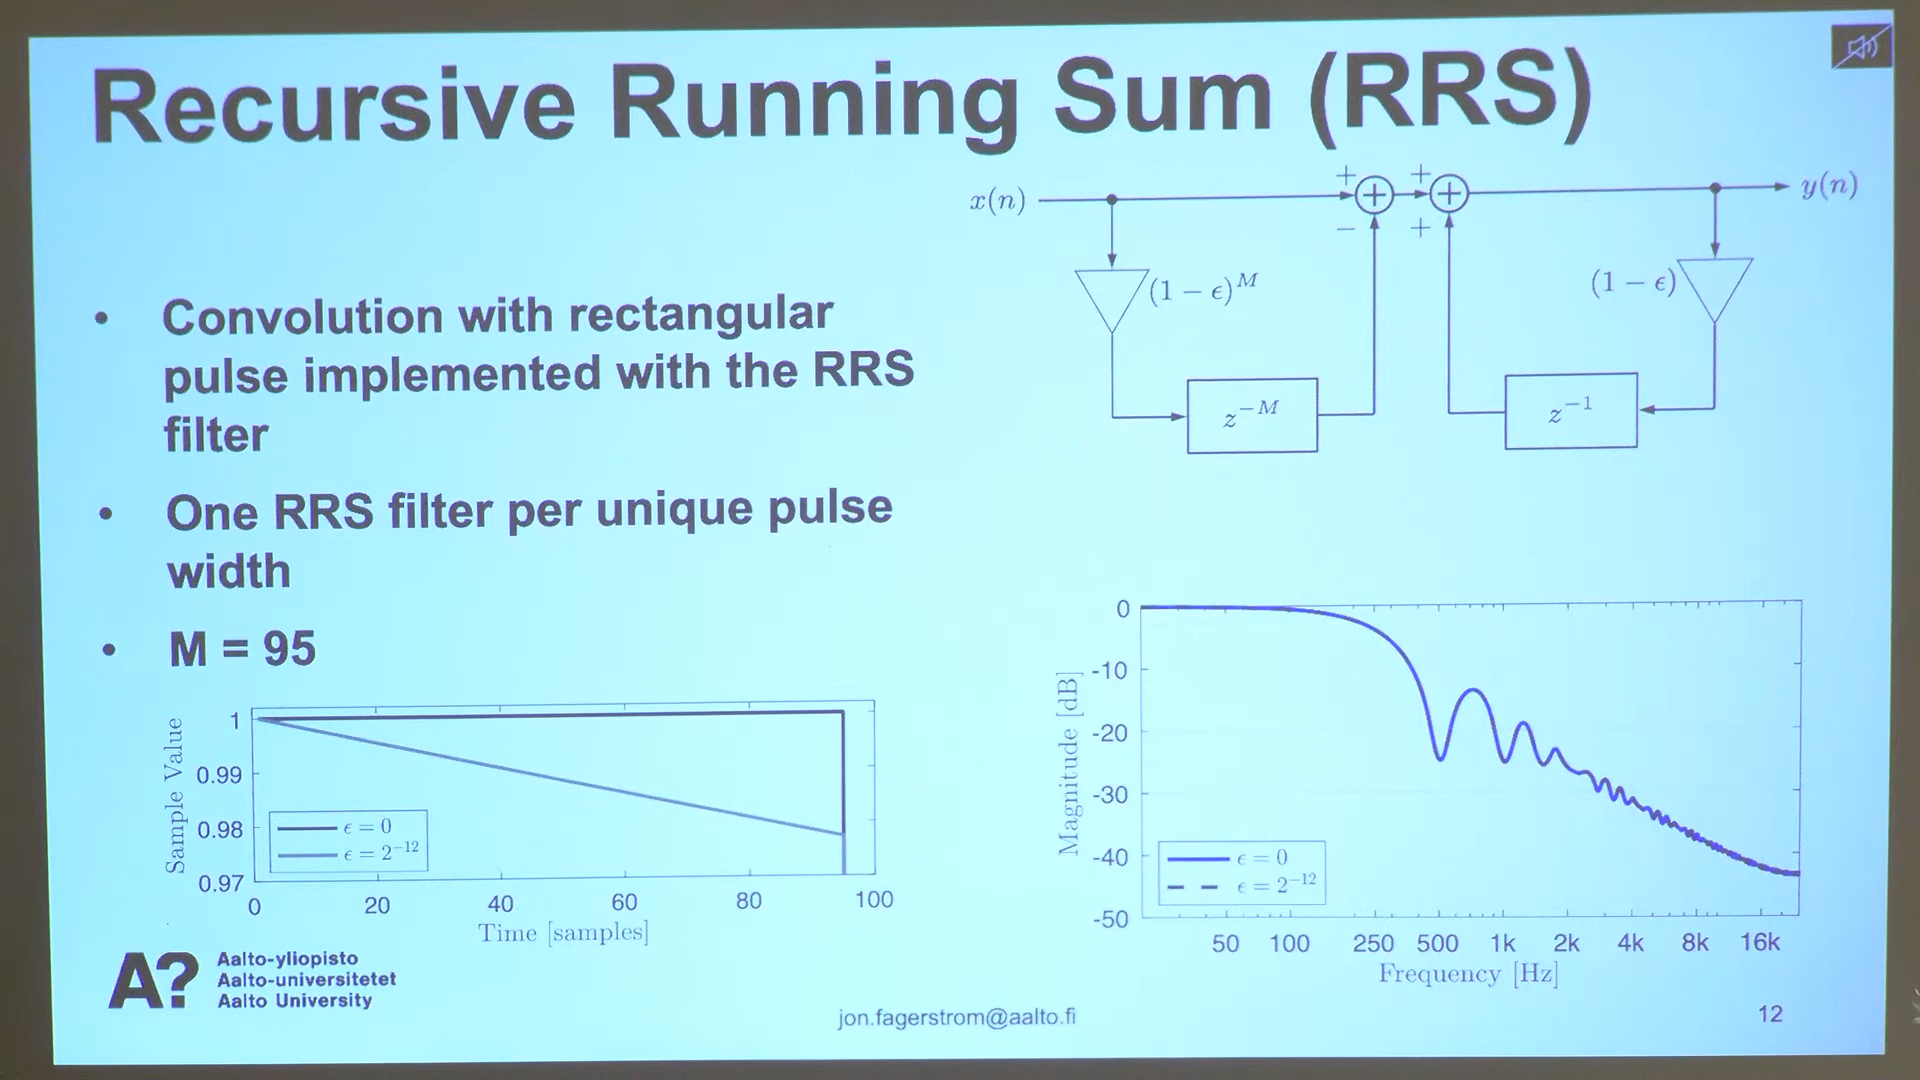 Recursive Running Sum (RRS)
• Convolution with rectangular
pulse implemented with the RRS
filter
• One RRS filter per unique pulse
width
• M = 95
x(n)
+
−
+
+
y(n)
(1 − ϵ)^M
(1 − ϵ)
z^−M
z^−1
Sample Value
1
0.99
0.98
0.97
ϵ = 0
ϵ = 2^−12
0 20 40 60 80 100
Time [samples]
Magnitude [dB]
0
-10
-20
-30
-40
-50
ϵ = 0
ϵ = 2^−12
50 100 250 500 1k 2k 4k 8k 16k
Frequency [Hz]
A?
Aalto-yliopisto
Aalto-universitetet
Aalto University
jon.fagerstrom@aalto.fi
12